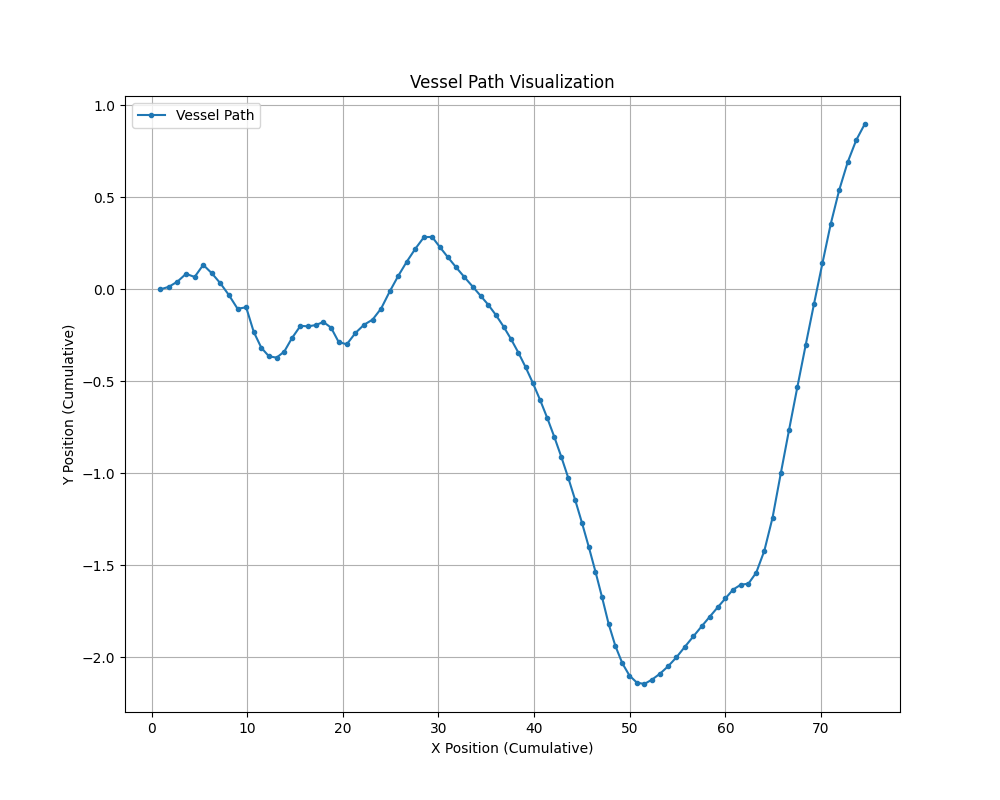 Vessel Path Visualization
Vessel Path
1.0
0.5
0.0
−0.5
−1.0
−1.5
−2.0
Y Position (Cumulative)
0 10 20 30 40 50 60 70
X Position (Cumulative)